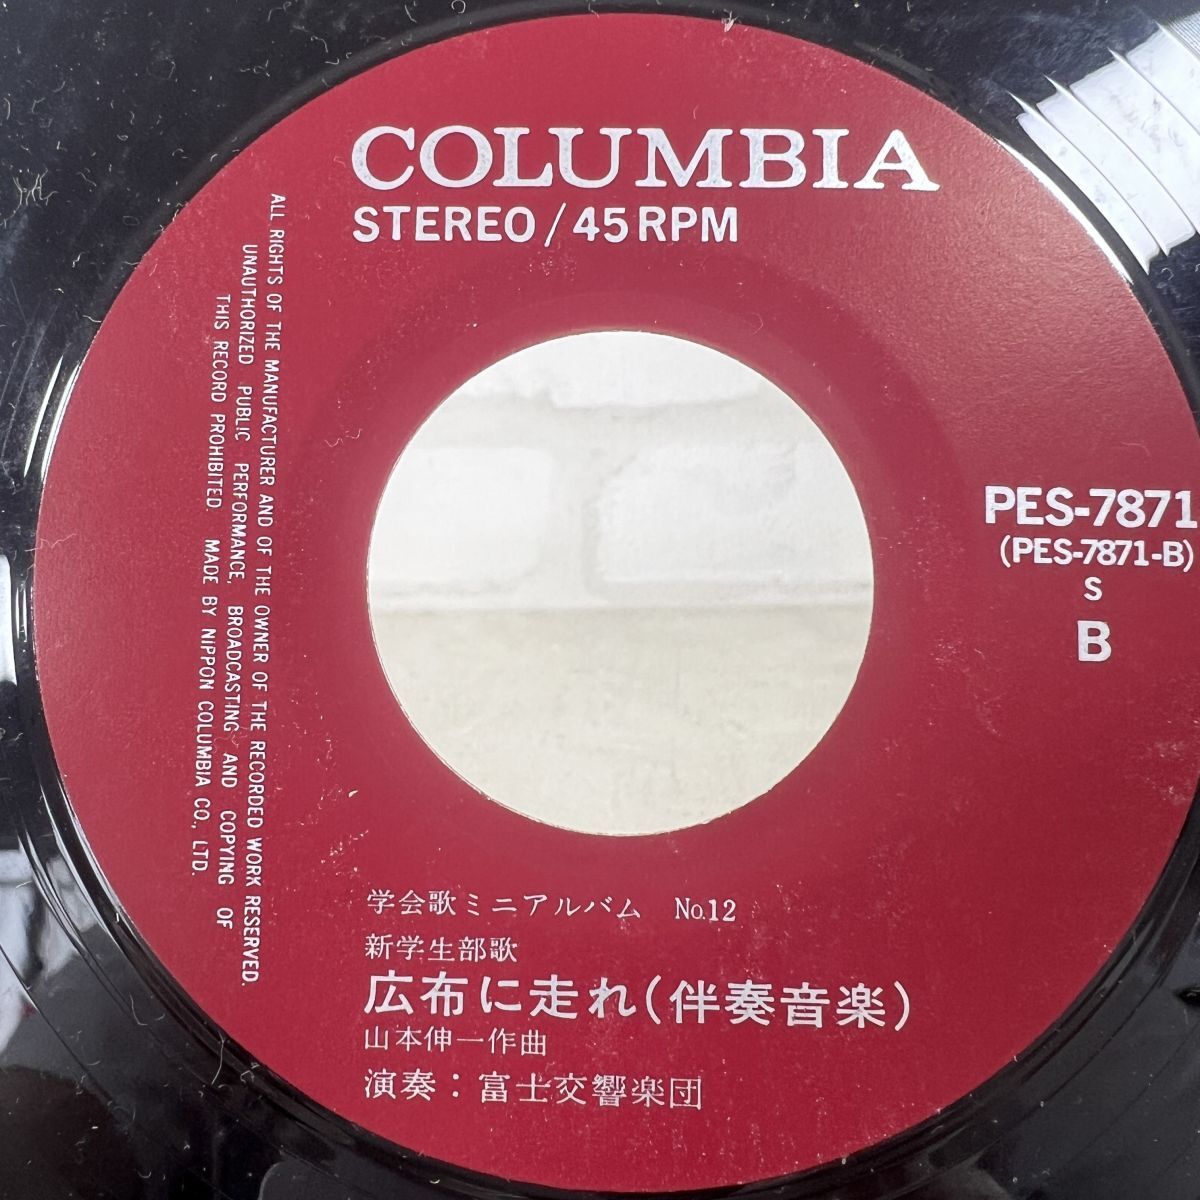 COLUMBIA
STEREO/45RPM
ALL RIGHTS OF THE MANUFACTURER AND OF THE OWNER OF THE RECORDED WORK RESERVED.
UNAUTHORIZED PUBLIC PERFORMANCE, BROADCASTING AND COPYING OF
THIS RECORD PROHIBITED. MADE BY NIPPON COLUMBIA CO., LTD.
PES-7871
(PES-7871-B)
S
B
学会歌ミニアルバム No.12
新学生部歌
広布に走れ(伴奏音楽)
山本伸一作曲
演奏:富士交響楽団